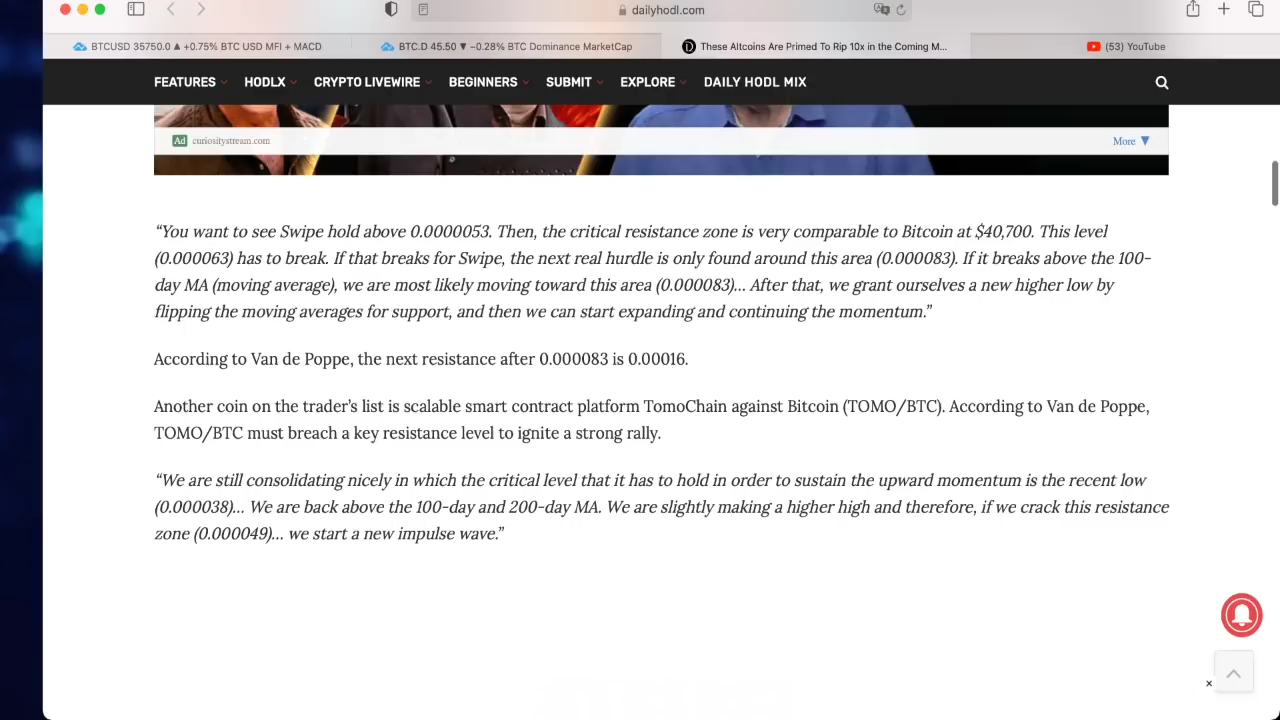 dailyhodl.com
BTCUSD 35750.0 ▲ +0.75% BTC USD MFI + MACD
BTC.D 45.50 ▼ −0.28% BTC Dominance MarketCap
These Altcoins Are Primed To Rip 10x in the Coming M...
(53) YouTube
FEATURES HODLX CRYPTO LIVEWIRE BEGINNERS SUBMIT EXPLORE DAILY HODL MIX
Ad curiositystream.com More ▼
“You want to see Swipe hold above 0.0000053. Then, the critical resistance zone is very comparable to Bitcoin at $40,700. This level
(0.000063) has to break. If that breaks for Swipe, the next real hurdle is only found around this area (0.000083). If it breaks above the 100-
day MA (moving average), we are most likely moving toward this area (0.000083)… After that, we grant ourselves a new higher low by
flipping the moving averages for support, and then we can start expanding and continuing the momentum.”
According to Van de Poppe, the next resistance after 0.000083 is 0.00016.
Another coin on the trader’s list is scalable smart contract platform TomoChain against Bitcoin (TOMO/BTC). According to Van de Poppe,
TOMO/BTC must breach a key resistance level to ignite a strong rally.
“We are still consolidating nicely in which the critical level that it has to hold in order to sustain the upward momentum is the recent low
(0.000038)… We are back above the 100-day and 200-day MA. We are slightly making a higher high and therefore, if we crack this resistance
zone (0.000049)… we start a new impulse wave.”